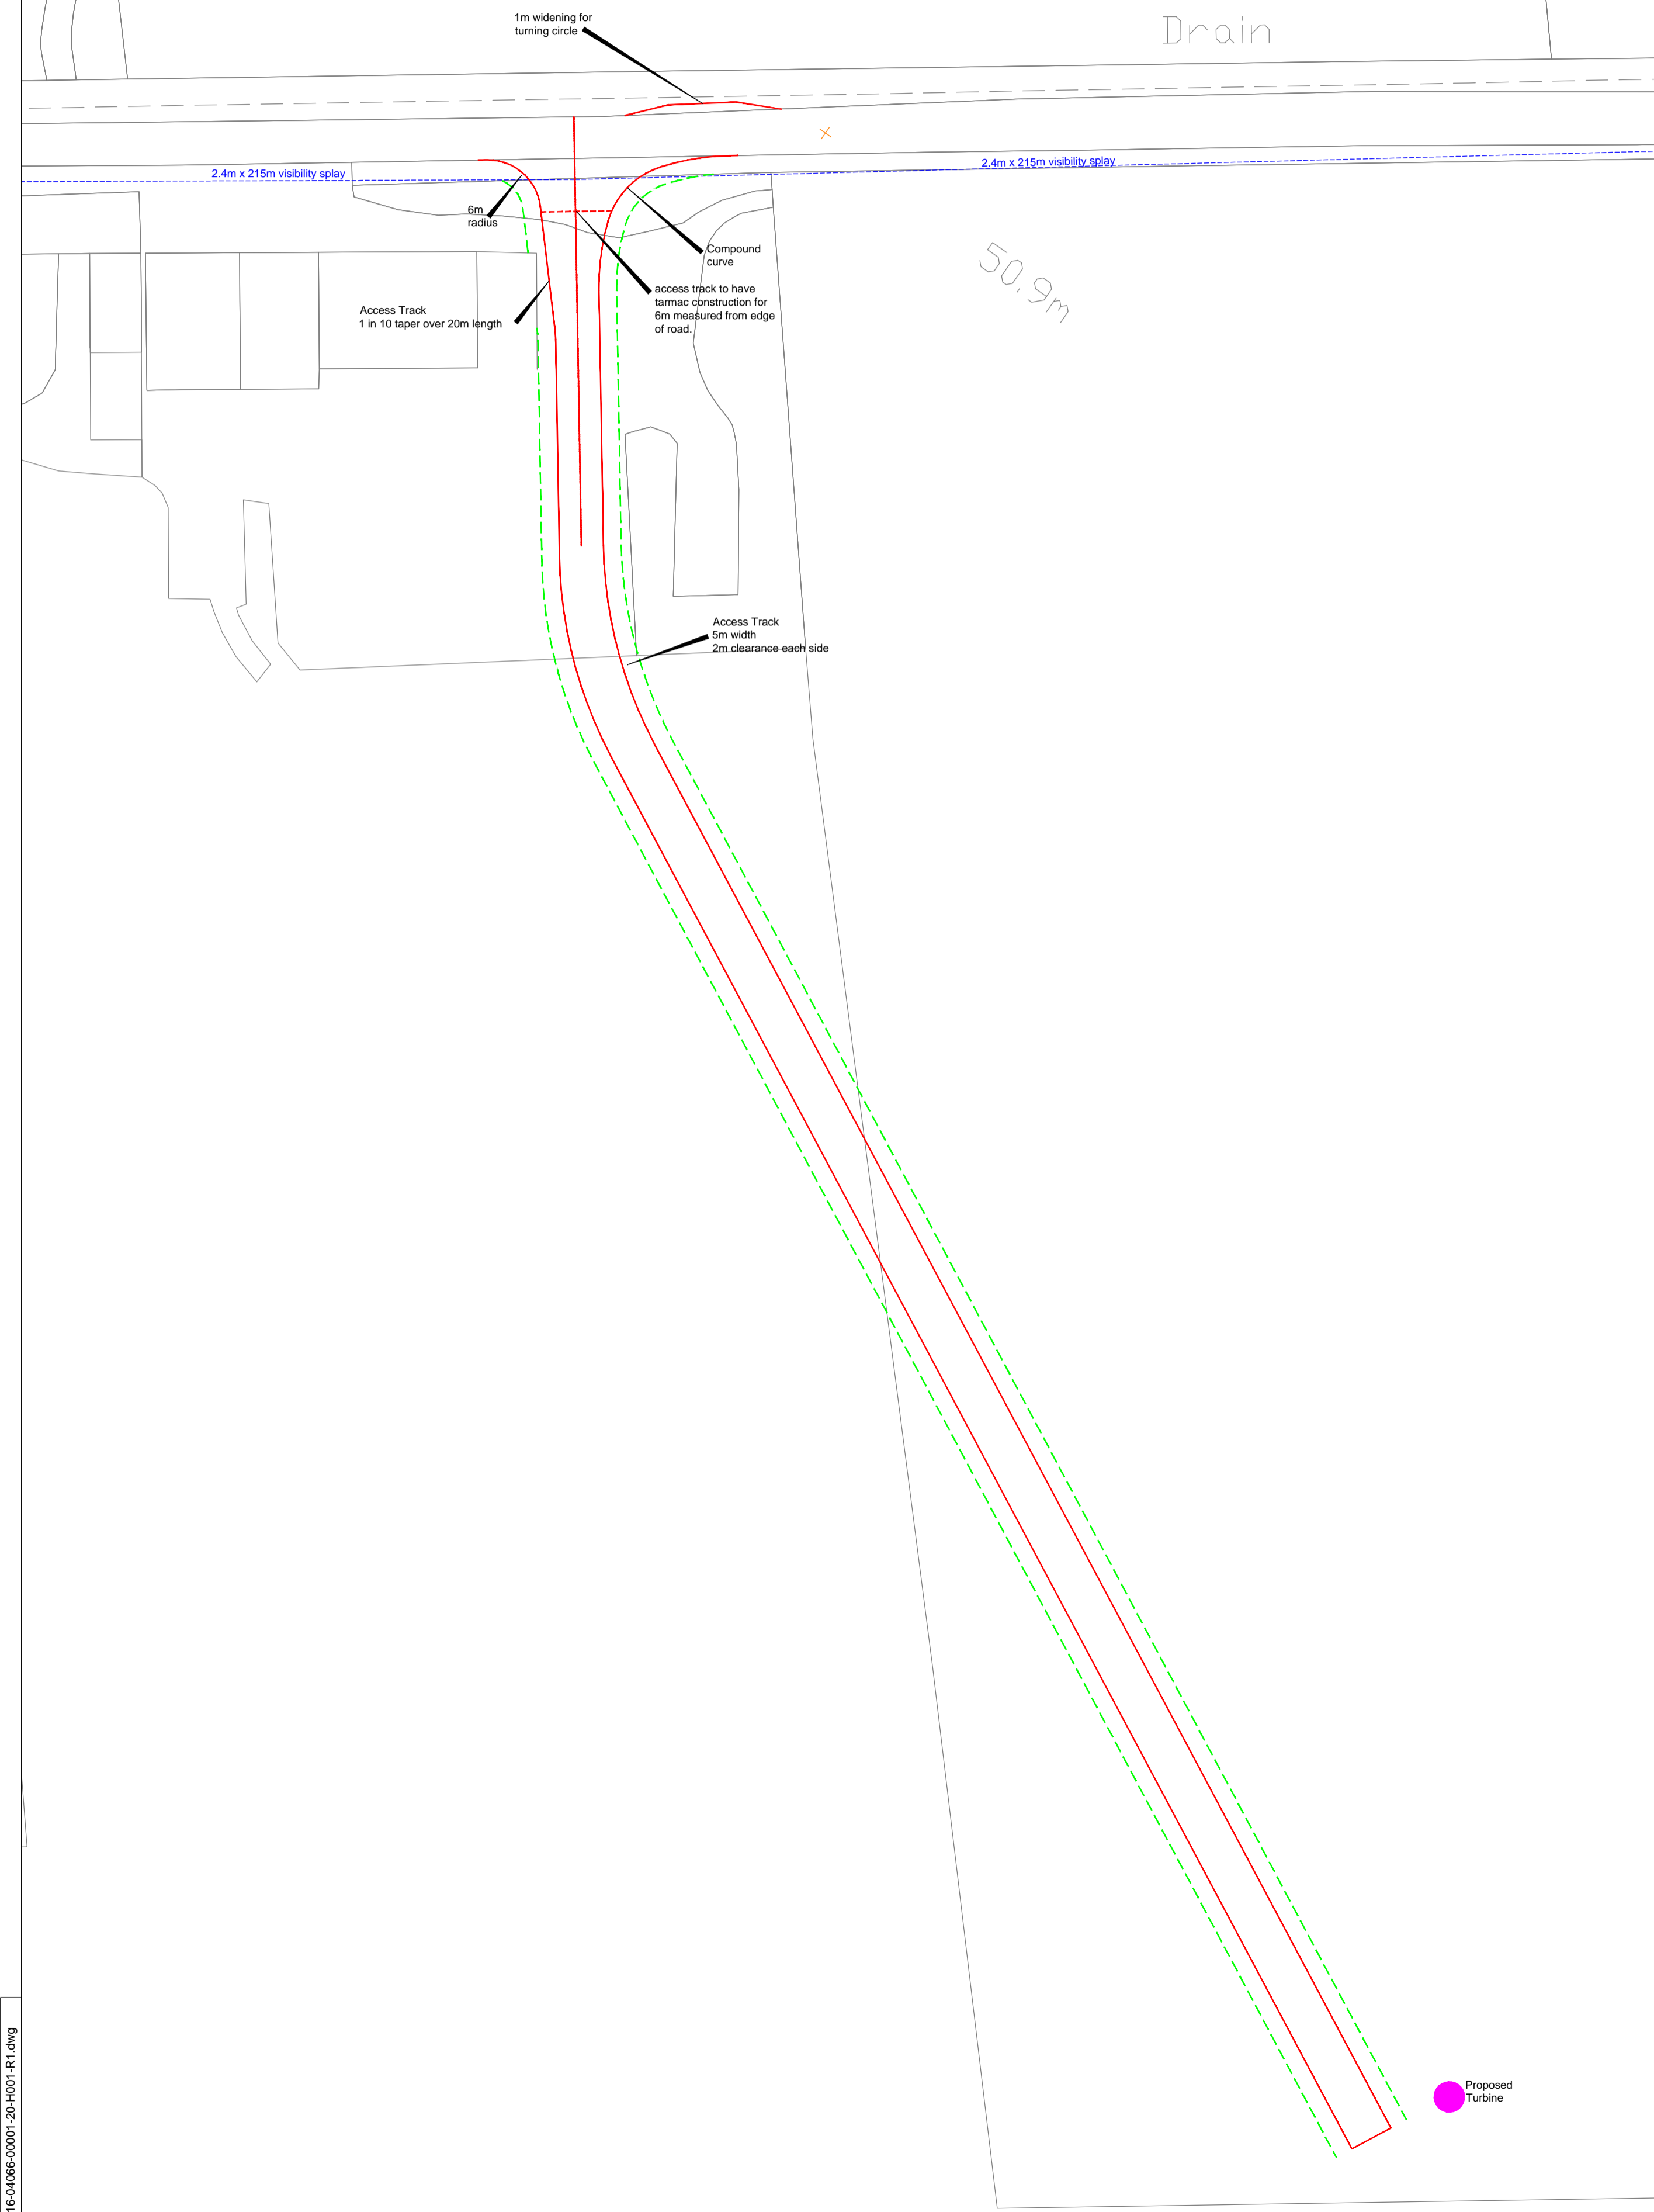 1m widening for
turning circle
Drain
2.4m x 215m visibility splay
2.4m x 215m visibility splay
6m
radius
Compound
curve
50.9m
access track to have
tarmac construction for
6m measured from edge
of road.
Access Track
1 in 10 taper over 20m length
Access Track
5m width
2m clearance each side
Proposed
Turbine
16-04066-00001-20-H001-R1.dwg